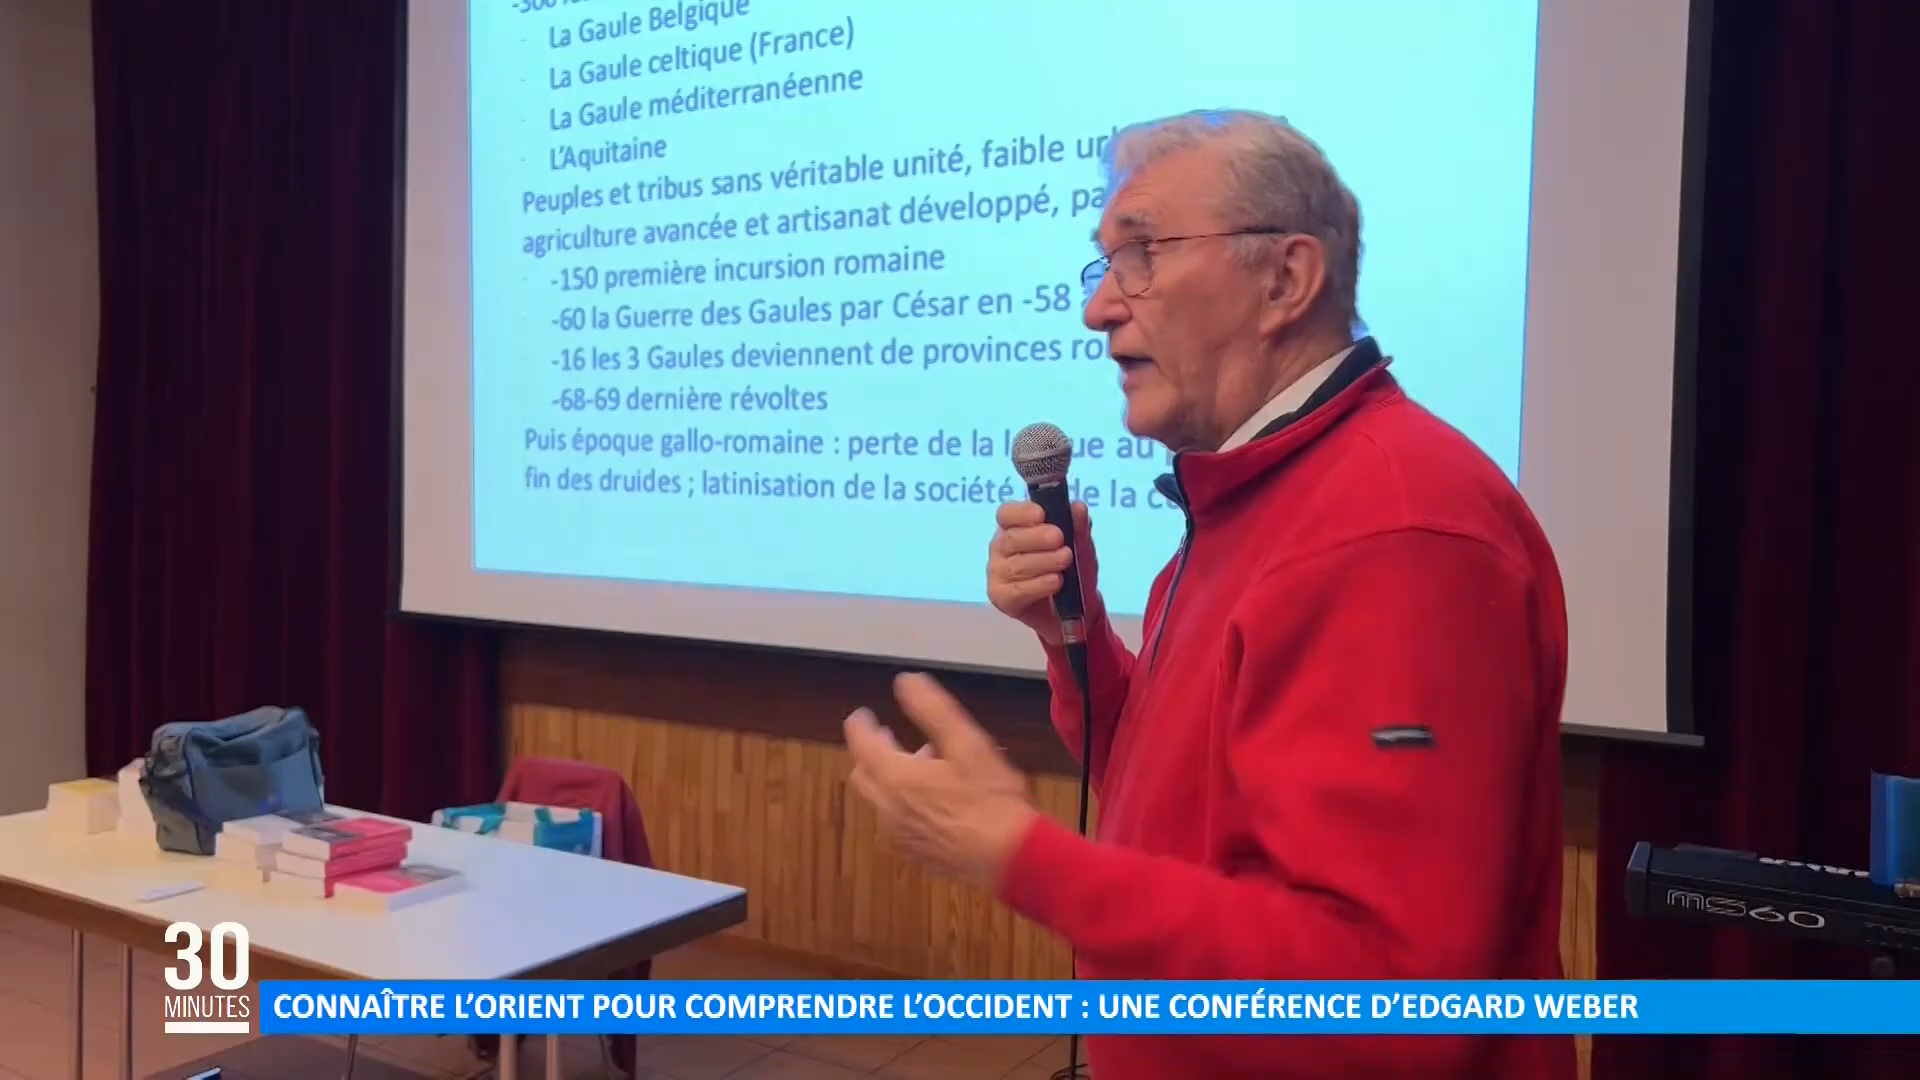 La Gaule Belgique
La Gaule celtique (France)
La Gaule méditerranéenne
L'Aquitaine
Peuples et tribus sans véritable unité, faible
agriculture avancée et artisanat développé,
-150 première incursion romaine
-60 la Guerre des Gaules par César en -58
-16 les 3 Gaules deviennent de provinces
-68-69 dernière révoltes
Puis époque gallo-romaine : perte de la au
fin des druides ; latinisation de la société de la
ms60
30
MINUTES
CONNAÎTRE L'ORIENT POUR COMPRENDRE L'OCCIDENT : UNE CONFÉRENCE D'EDGARD WEBER